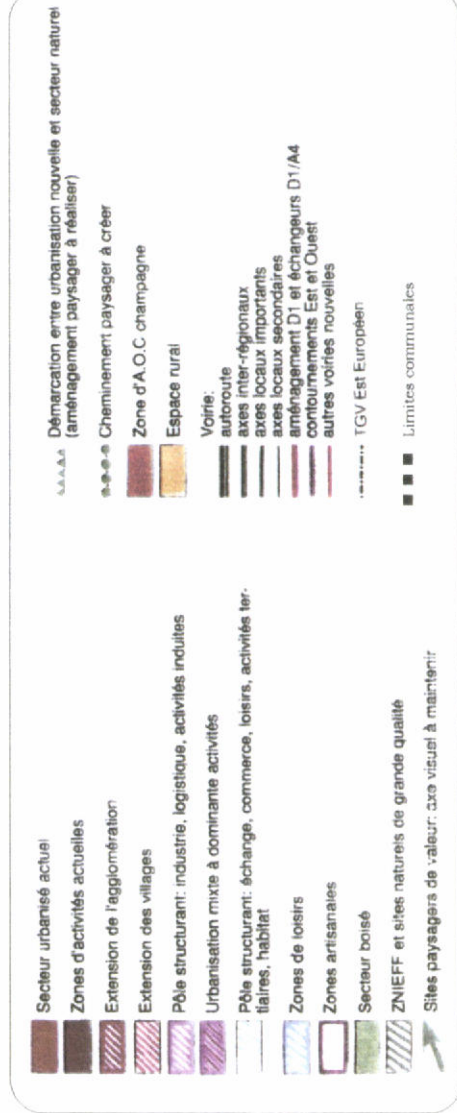 Secteur urbanisé actuel
Zones d'activités actuelles
Extension de l'agglomération
Extension des villages
Pôle structurant: industrie, logistique, activités induites
Urbanisation mixte à dominante activités
Pôle structurant: échange, commerce, loisirs, activités ter-
tiaires, habitat
Zones de loisirs
Zones artisanales
Secteur boisé
ZNIEFF et sites naturels de grande qualité
Sites paysagers de valeur: axe visuel à maintenir
Démarcation entre urbanisation nouvelle et secteur naturel
(aménagement paysager à réaliser)
Cheminement paysager à créer
Zone d'A.O.C champagne
Espace rural
Voirie:
autoroute
axes inter-régionaux
axes locaux importants
axes locaux secondaires
aménagement D1 et échangeurs D1/A4
contournements Est et Ouest
autres voiries nouvelles
TGV Est Européen
Limites communales